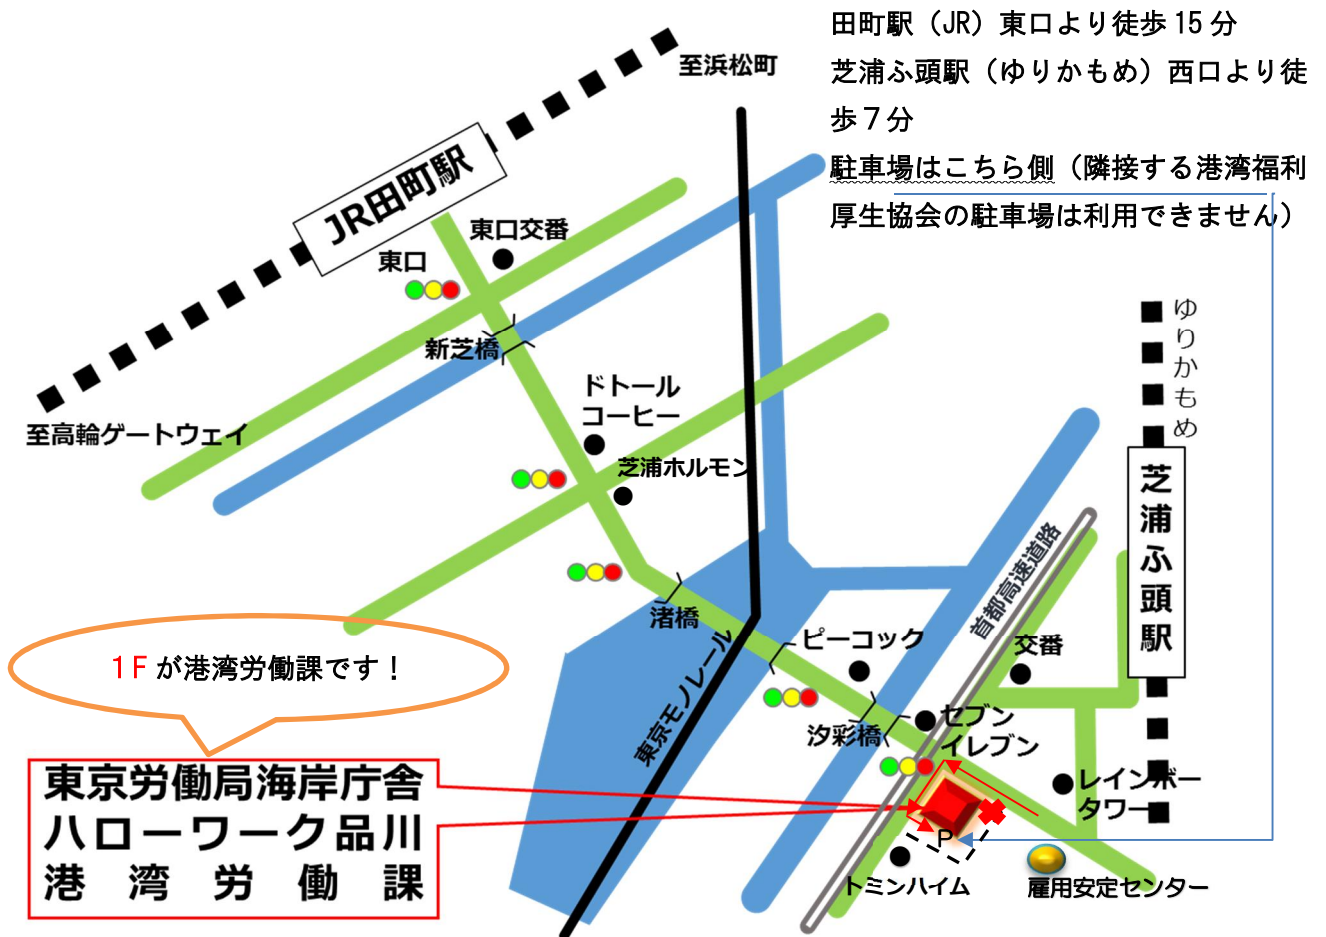 田町駅（JR）東口より徒歩15分
芝浦ふ頭駅（ゆりかもめ）西口より徒
歩７分
駐車場はこちら側（隣接する港湾福利
厚生協会の駐車場は利用できません）
至浜松町
JR田町駅
東口交番
東口
新芝橋
至高輪ゲートウェイ
ドトール
コーヒー
芝浦ホルモン
ゆりかもめ
芝浦ふ頭駅
首都高速道路
渚橋
ピーコック
交番
東京モノレール
汐彩橋
セブン
イレブン
レインボー
タワー
P
トミンハイム
雇用安定センター
１Fが港湾労働課です！
東京労働局海岸庁舎
ハローワーク品川
港湾労働課